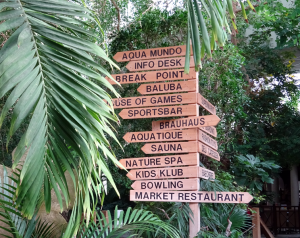 AQUA MUNDO
INFO DESK
BREAK POINT
BALUBA
HOUSE OF GAMES
SPORTSBAR
BRAUHAUS
AQUATIQUE
SAUNA
NATURE SPA
KIDS KLUB
BOWLING
MARKET RESTAURANT